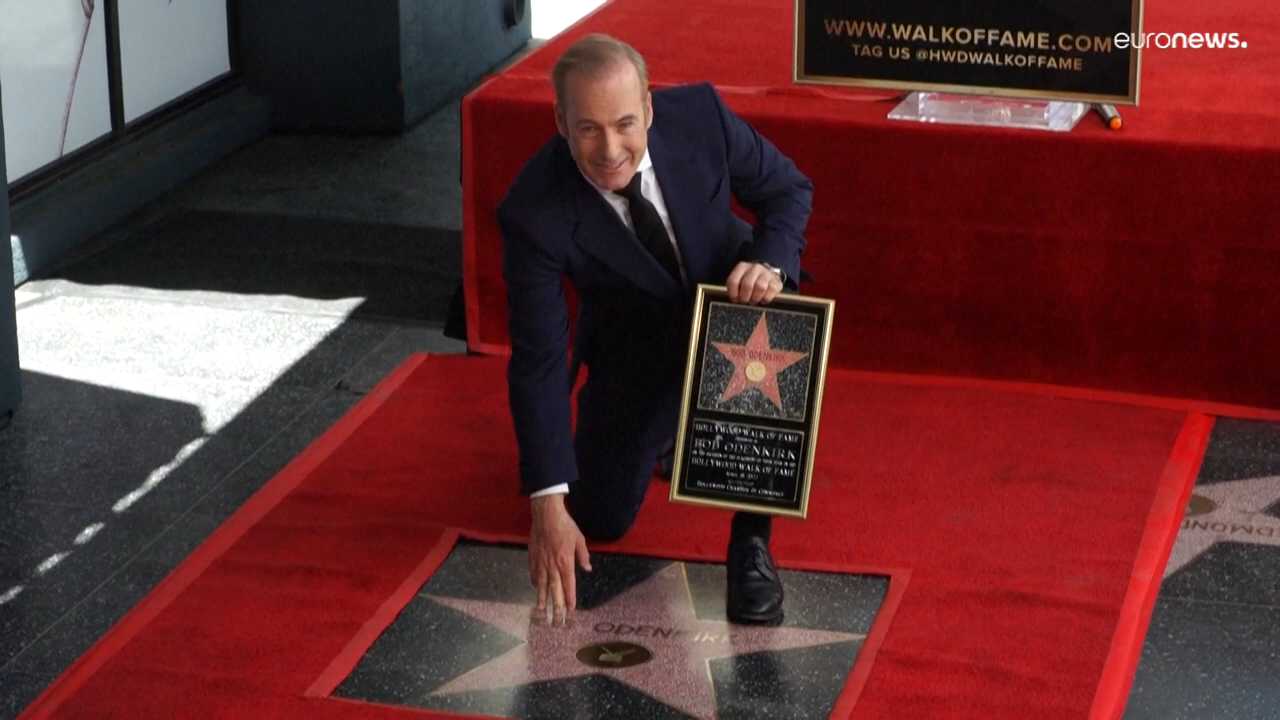 WWW.WALKOFFAME.COM
TAG US @HWDWALKOFFAME
euronews.
BOB ODENKIRK
HOLLYWOOD WALK OF FAME
BOB ODENKIRK
HOLLYWOOD WALK OF FAME
HOLLYWOOD CHAMBER OF COMMERCE
EDMOND
ODENKIRK